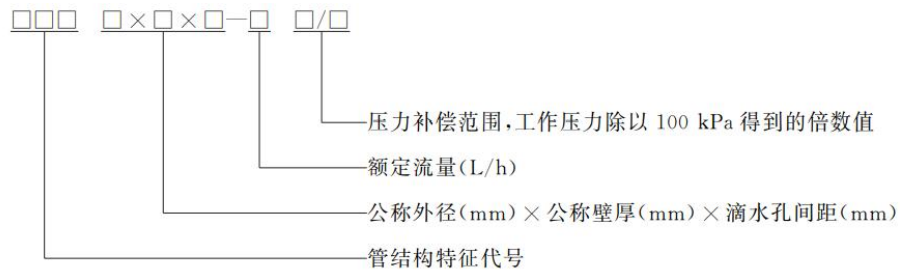 □□□ □×□×□—□ □/□
压力补偿范围,工作压力除以 100 kPa 得到的倍数值
额定流量(L/h)
公称外径(mm)×公称壁厚(mm)×滴水孔间距(mm)
管结构特征代号